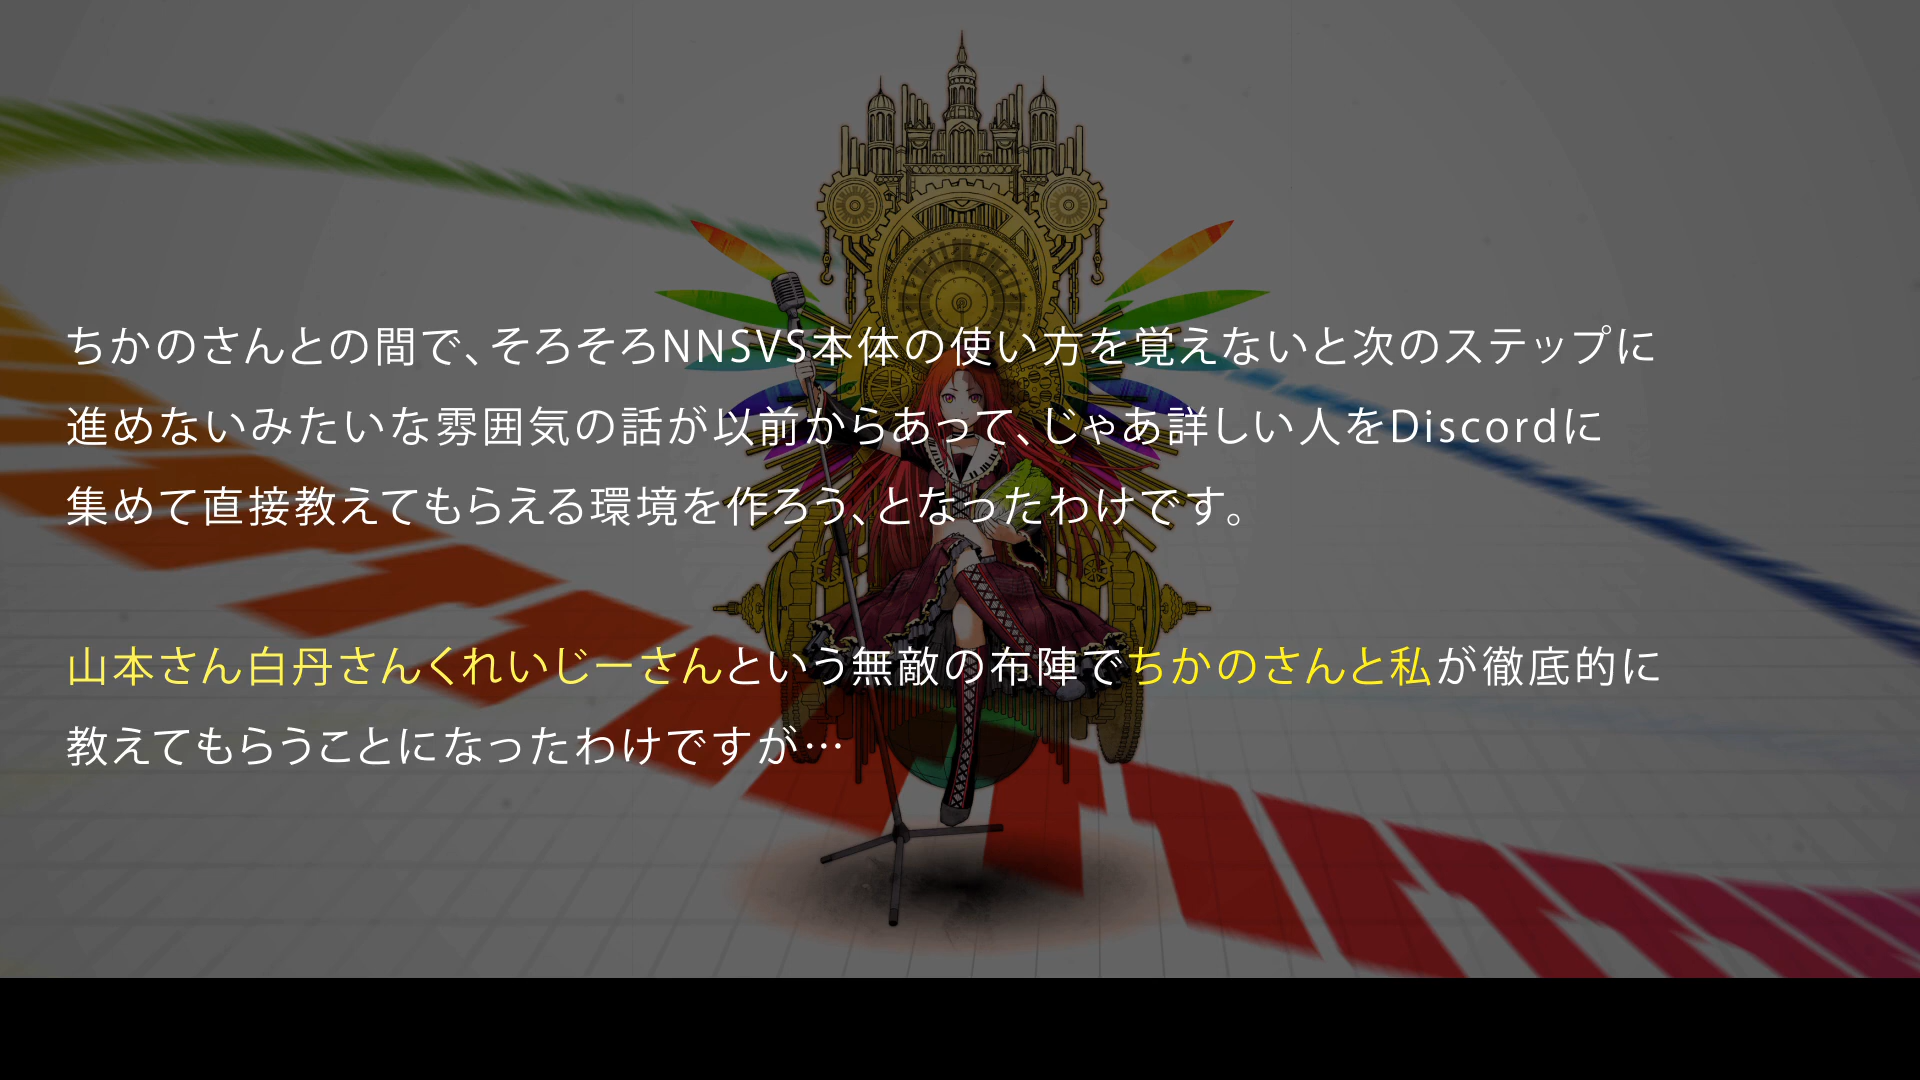 ちかのさんとの間で、そろそろNNSVS本体の使い方を覚えないと次のステップに
進めないみたいな雰囲気の話が以前からあって、じゃあ詳しい人をDiscordに
集めて直接教えてもらえる環境を作ろう、となったわけです。
山本さん白丹さんくれいじーさんという無敵の布陣でちかのさんと私が徹底的に
教えてもらうことになったわけですが…